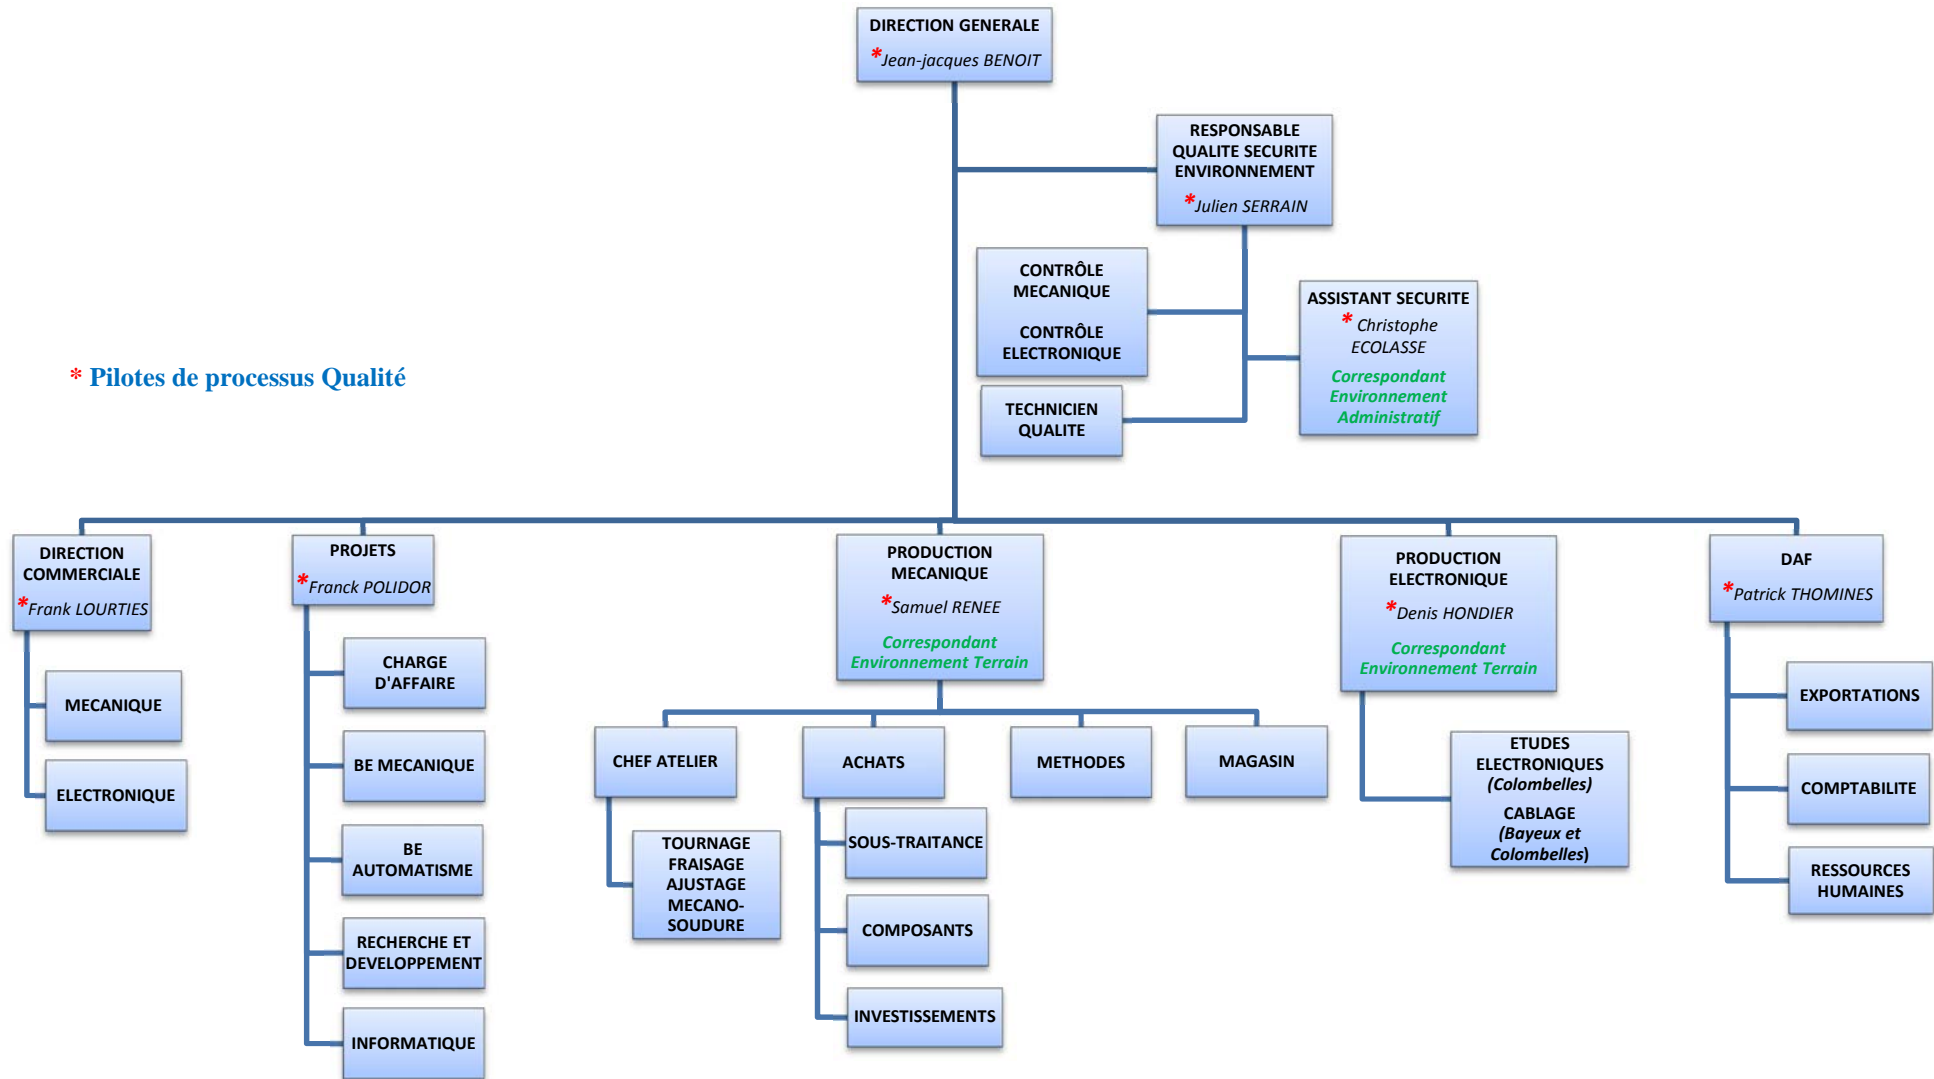 DIRECTION GENERALE
*Jean-jacques BENOIT
RESPONSABLE
QUALITE SECURITE
ENVIRONNEMENT
*Julien SERRAIN
CONTRÔLE
MECANIQUE
CONTRÔLE
ELECTRONIQUE
ASSISTANT SECURITE
* Christophe
ECOLASSE
Correspondant
Environnement
Administratif
* Pilotes de processus Qualité
TECHNICIEN
QUALITE
DIRECTION
COMMERCIALE
*Frank LOURTIES
MECANIQUE
ELECTRONIQUE
PROJETS
*Franck POLIDOR
CHARGE
D'AFFAIRE
BE MECANIQUE
BE
AUTOMATISME
RECHERCHE ET
DEVELOPPEMENT
INFORMATIQUE
PRODUCTION
MECANIQUE
*Samuel RENEE
Correspondant
Environnement Terrain
CHEF ATELIER
TOURNAGE
FRAISAGE
AJUSTAGE
MECANO-
SOUDURE
ACHATS
SOUS-TRAITANCE
COMPOSANTS
INVESTISSEMENTS
METHODES
MAGASIN
PRODUCTION
ELECTRONIQUE
*Denis HONDIER
Correspondant
Environnement Terrain
ETUDES
ELECTRONIQUES
(Colombelles)
CABLAGE
(Bayeux et
Colombelles)
DAF
*Patrick THOMINES
EXPORTATIONS
COMPTABILITE
RESSOURCES
HUMAINES